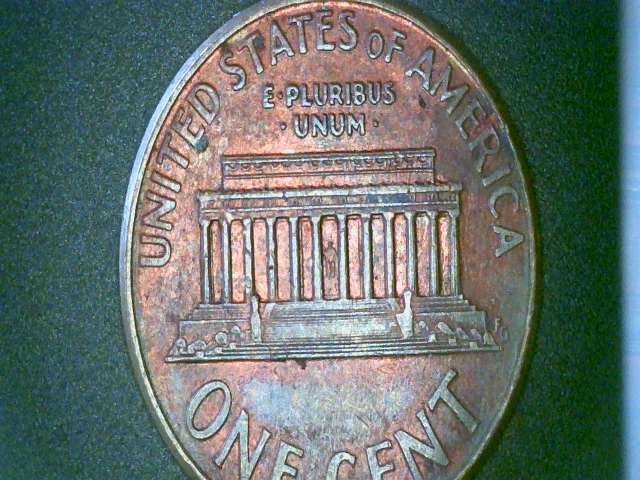 UNITED STATES OF AMERICA
E·PLURIBUS
·UNUM·
ONE CENT